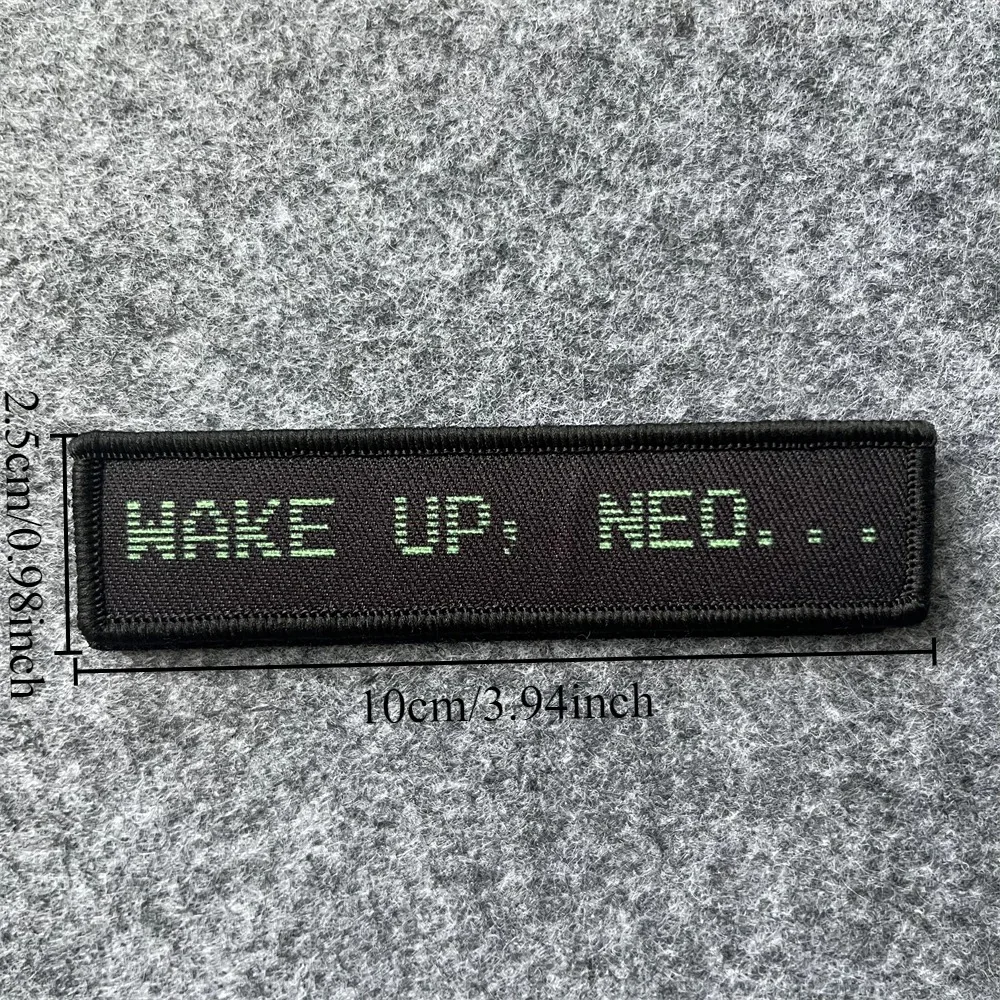 WAKE UP; NEO...
2.5cm/0.98inch
10cm/3.94inch